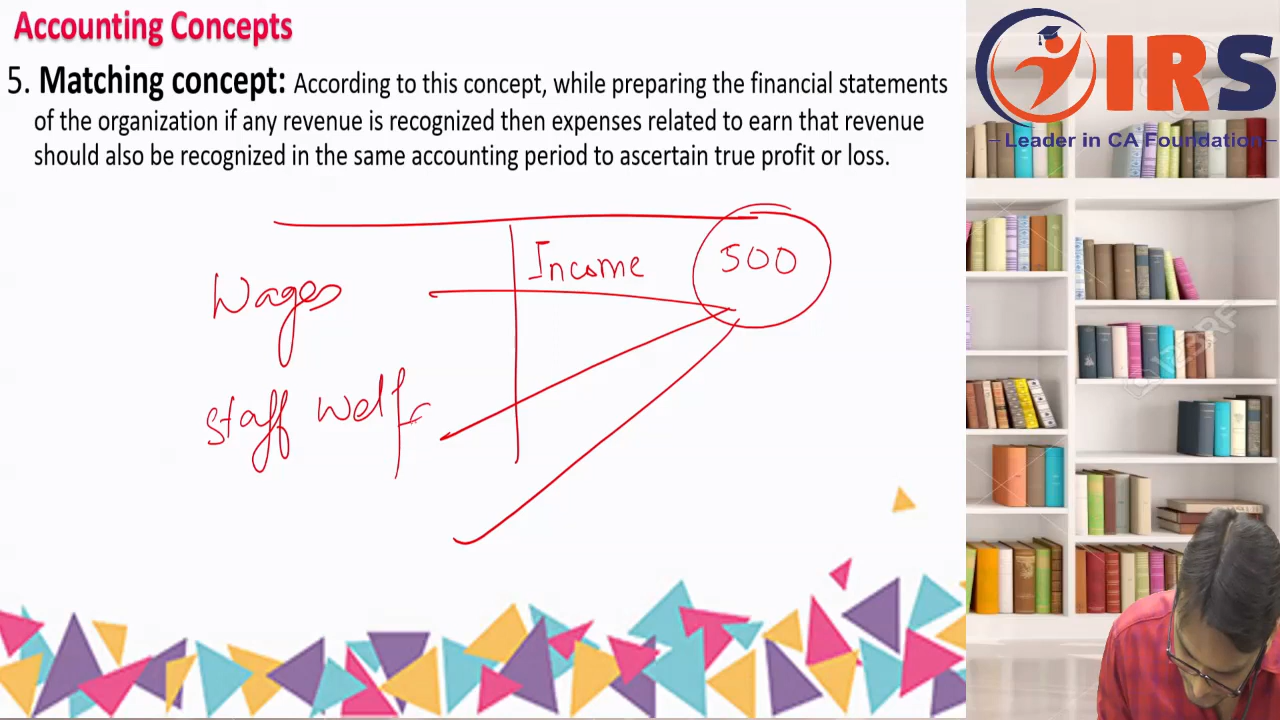 Accounting Concepts
5. Matching concept: According to this concept, while preparing the financial statements
of the organization if any revenue is recognized then expenses related to earn that revenue
should also be recognized in the same accounting period to ascertain true profit or loss.
Income 500
Wages
staff welf
IRS
Leader in CA Foundation
123RF